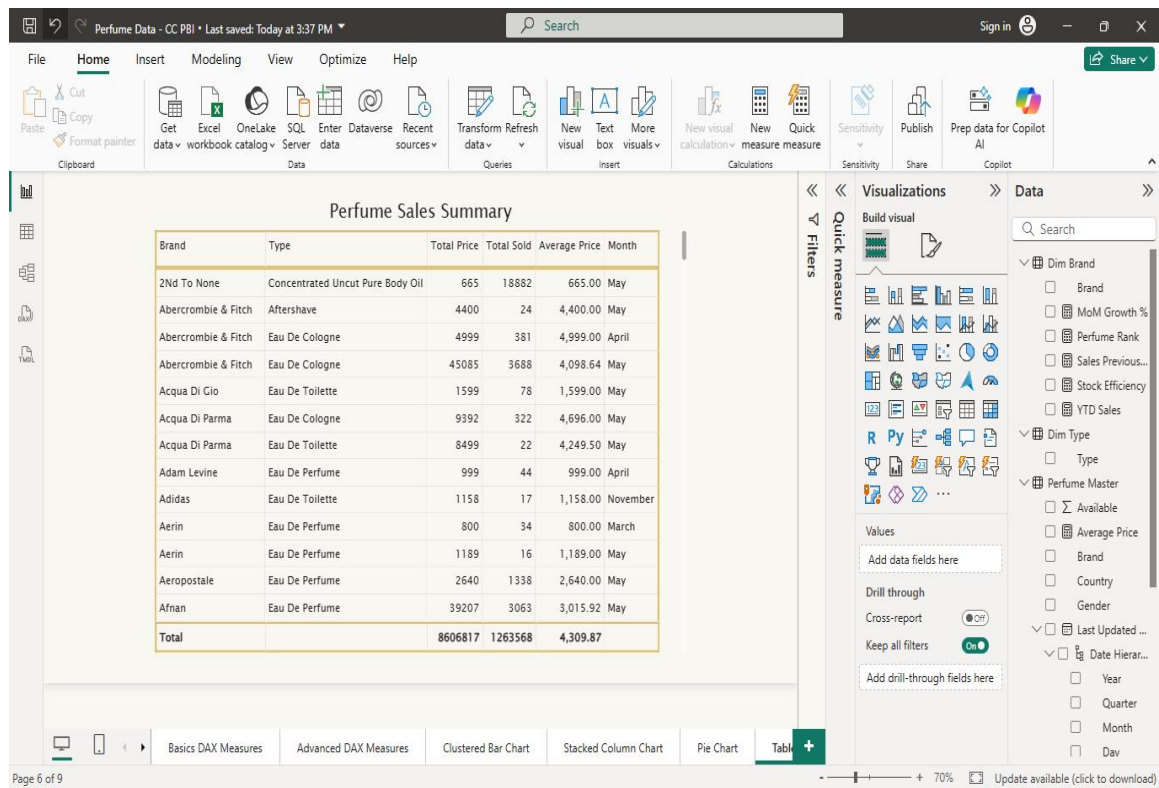 Perfume Data - CC PBI • Last saved: Today at 3:37 PM
Search
Sign in
File Home Insert Modeling View Optimize Help
Share
Paste
Cut
Copy
Format painter
Clipboard
Get data
Excel workbook
OneLake catalog
SQL Server
Enter data
Dataverse
Recent sources
Data
Transform data
Refresh
Queries
New visual
Text box
More visuals
Insert
New visual calculation
New measure
Quick measure
Calculations
Sensitivity
Sensitivity
Publish
Share
Prep data for AI
Copilot
Copilot
Perfume Sales Summary
Brand Type Total Price Total Sold Average Price Month
2Nd To None Concentrated Uncut Pure Body Oil 665 18882 665.00 May
Abercrombie & Fitch Aftershave 4400 24 4,400.00 May
Abercrombie & Fitch Eau De Cologne 4999 381 4,999.00 April
Abercrombie & Fitch Eau De Cologne 45085 3688 4,098.64 May
Acqua Di Gio Eau De Toilette 1599 78 1,599.00 May
Acqua Di Parma Eau De Cologne 9392 322 4,696.00 May
Acqua Di Parma Eau De Toilette 8499 22 4,249.50 May
Adam Levine Eau De Perfume 999 44 999.00 April
Adidas Eau De Toilette 1158 17 1,158.00 November
Aerin Eau De Perfume 800 34 800.00 March
Aerin Eau De Perfume 1189 16 1,189.00 May
Aeropostale Eau De Perfume 2640 1338 2,640.00 May
Afnan Eau De Perfume 39207 3063 3,015.92 May
Total 8606817 1263568 4,309.87
Filters
Quick measure
Visualizations
Build visual
123
R Py
123
Values
Add data fields here
Drill through
Cross-report Off
Keep all filters On
Add drill-through fields here
Data
Search
Dim Brand
Brand
MoM Growth %
Perfume Rank
Sales Previous...
Stock Efficiency
YTD Sales
Dim Type
Type
Perfume Master
Available
Average Price
Brand
Country
Gender
Last Updated ...
Date Hierar...
Year
Quarter
Month
Day
DAX
TMDL
Basics DAX Measures Advanced DAX Measures Clustered Bar Chart Stacked Column Chart Pie Chart Tabl
Page 6 of 9
70%
Update available (click to download)